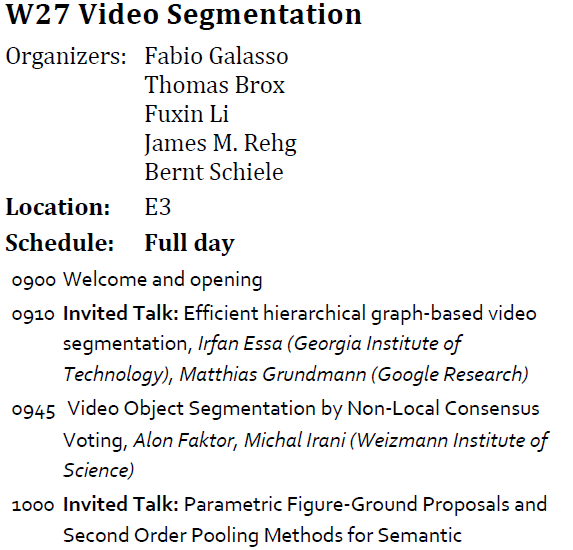 W27 Video Segmentation
Organizers: Fabio Galasso
Thomas Brox
Fuxin Li
James M. Rehg
Bernt Schiele
Location: E3
Schedule: Full day
0900 Welcome and opening
0910 Invited Talk: Efficient hierarchical graph-based video
segmentation, Irfan Essa (Georgia Institute of
Technology), Matthias Grundmann (Google Research)
0945 Video Object Segmentation by Non-Local Consensus
Voting, Alon Faktor, Michal Irani (Weizmann Institute of
Science)
1000 Invited Talk: Parametric Figure-Ground Proposals and
Second Order Pooling Methods for Semantic